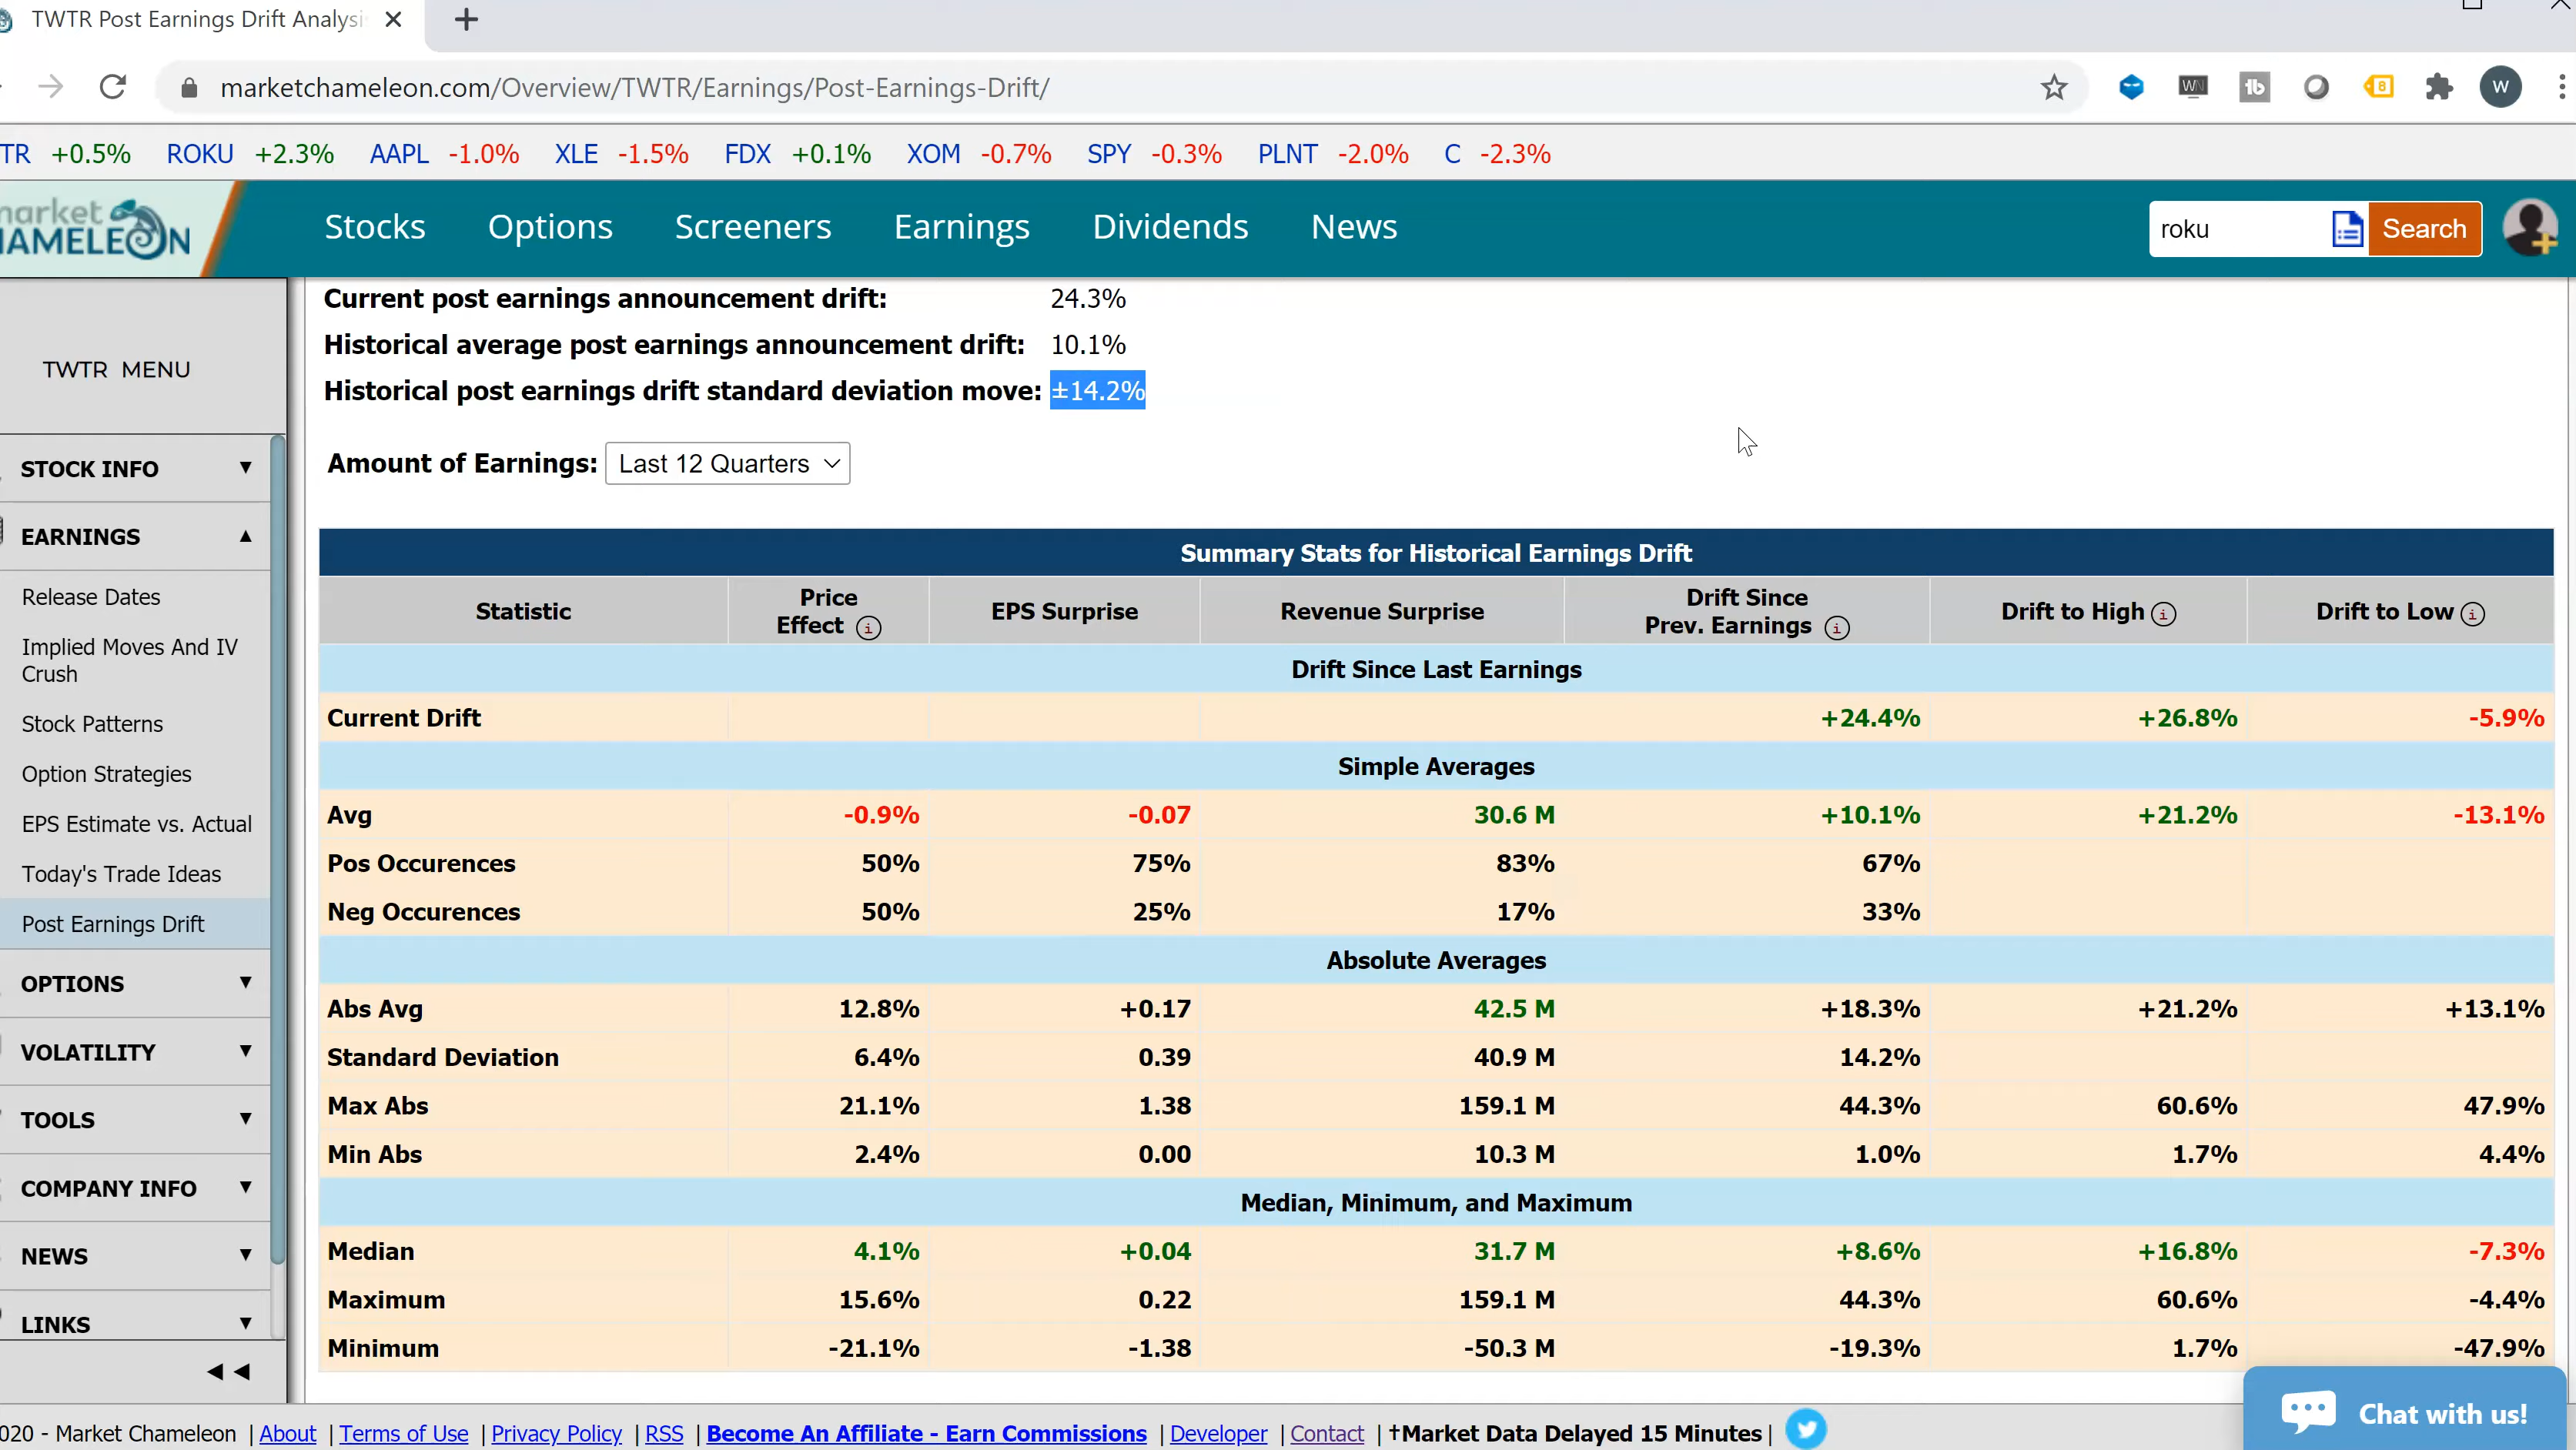 TWTR Post Earnings Drift Analysi
marketchameleon.com/Overview/TWTR/Earnings/Post-Earnings-Drift/
W
TR +0.5% ROKU +2.3% AAPL -1.0% XLE -1.5% FDX +0.1% XOM -0.7% SPY -0.3% PLNT -2.0% C -2.3%
market
HAMELEON
Stocks Options Screeners Earnings Dividends News
roku Search
Current post earnings announcement drift: 24.3%
Historical average post earnings announcement drift: 10.1%
Historical post earnings drift standard deviation move: ±14.2%
Amount of Earnings: Last 12 Quarters
TWTR MENU
STOCK INFO
EARNINGS
Release Dates
Implied Moves And IV
Crush
Stock Patterns
Option Strategies
EPS Estimate vs. Actual
Today's Trade Ideas
Post Earnings Drift
OPTIONS
VOLATILITY
TOOLS
COMPANY INFO
NEWS
LINKS
Summary Stats for Historical Earnings Drift
Statistic Price Effect EPS Surprise Revenue Surprise Drift Since Prev. Earnings Drift to High Drift to Low
Drift Since Last Earnings
Current Drift +24.4% +26.8% -5.9%
Simple Averages
Avg -0.9% -0.07 30.6 M +10.1% +21.2% -13.1%
Pos Occurences 50% 75% 83% 67%
Neg Occurences 50% 25% 17% 33%
Absolute Averages
Abs Avg 12.8% +0.17 42.5 M +18.3% +21.2% +13.1%
Standard Deviation 6.4% 0.39 40.9 M 14.2%
Max Abs 21.1% 1.38 159.1 M 44.3% 60.6% 47.9%
Min Abs 2.4% 0.00 10.3 M 1.0% 1.7% 4.4%
Median, Minimum, and Maximum
Median 4.1% +0.04 31.7 M +8.6% +16.8% -7.3%
Maximum 15.6% 0.22 159.1 M 44.3% 60.6% -4.4%
Minimum -21.1% -1.38 -50.3 M -19.3% 1.7% -47.9%
Chat with us!
020 - Market Chameleon | About | Terms of Use | Privacy Policy | RSS | Become An Affiliate - Earn Commissions | Developer | Contact | †Market Data Delayed 15 Minutes |